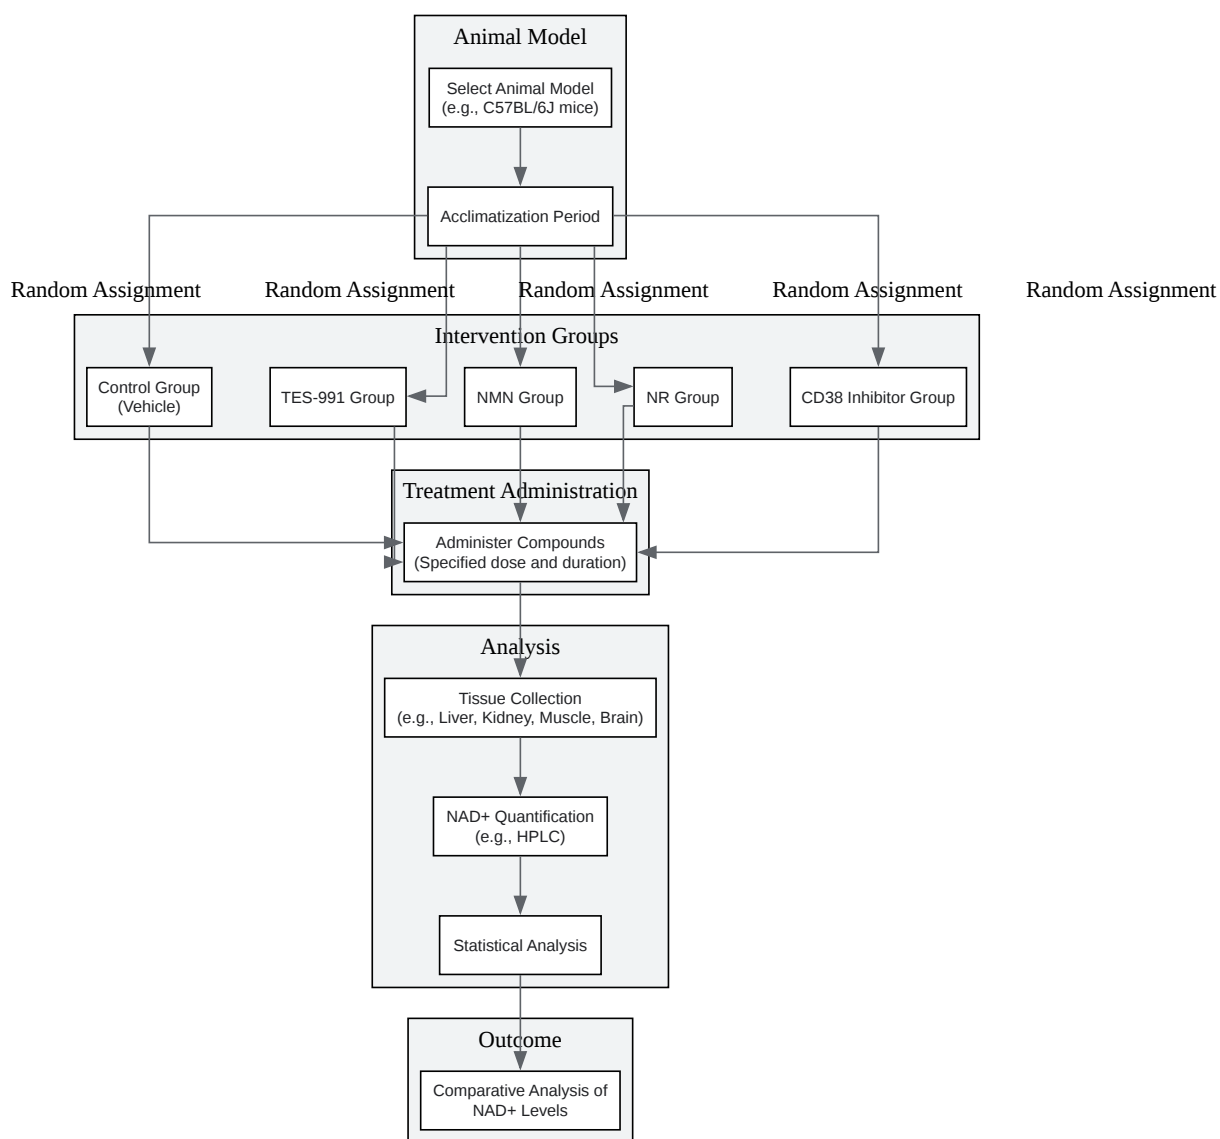 Animal Model
Select Animal Model
(e.g., C57BL/6J mice)
Acclimatization Period
Random Assignment
Random Assignment
Random Assignment
Random Assignment
Random Assignment
Intervention Groups
Control Group
(Vehicle)
TES-991 Group
NMN Group
NR Group
CD38 Inhibitor Group
Treatment Administration
Administer Compounds
(Specified dose and duration)
Analysis
Tissue Collection
(e.g., Liver, Kidney, Muscle, Brain)
NAD+ Quantification
(e.g., HPLC)
Statistical Analysis
Outcome
Comparative Analysis of
NAD+ Levels